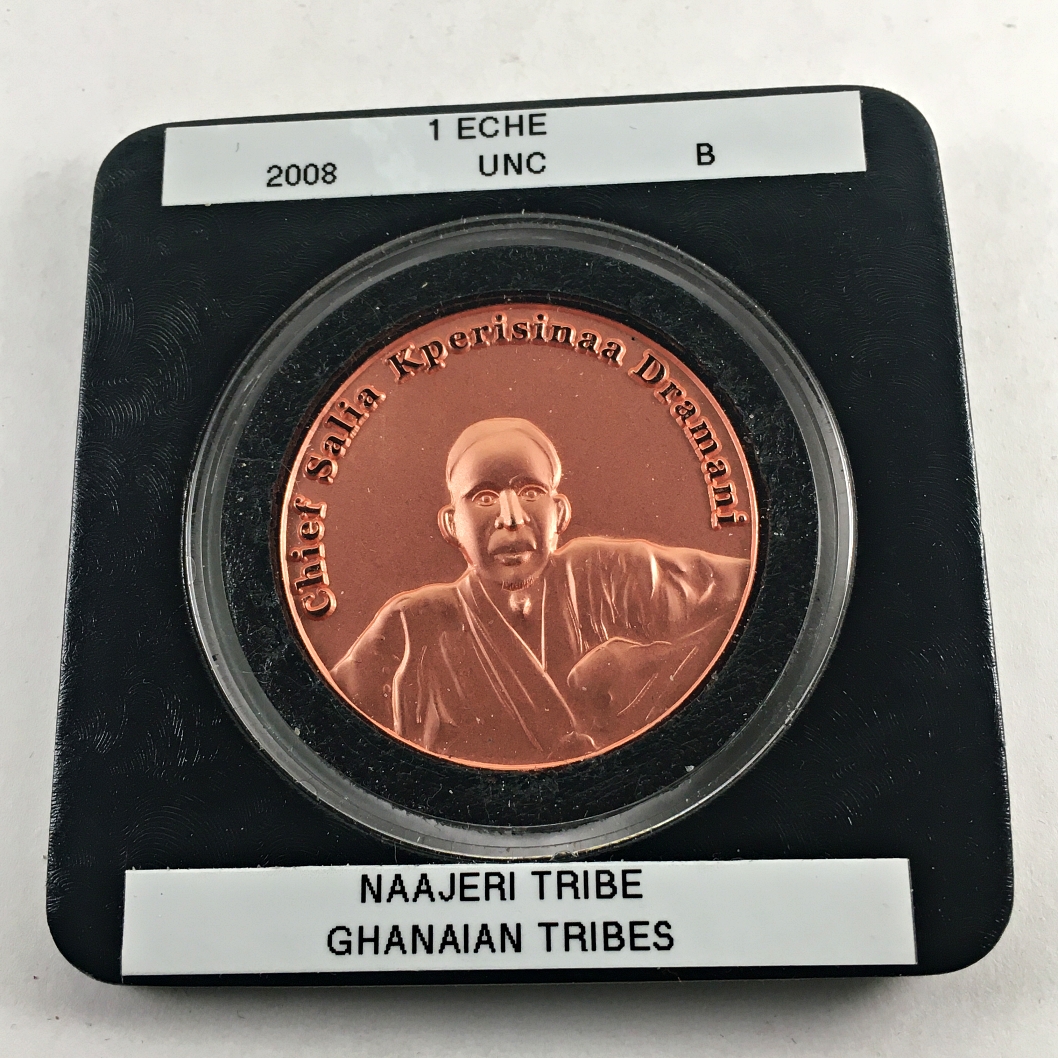 1 ECHE
2008 UNC B
Chief Salia Kperisinaa Dramani
NAAJERI TRIBE
GHANAIAN TRIBES